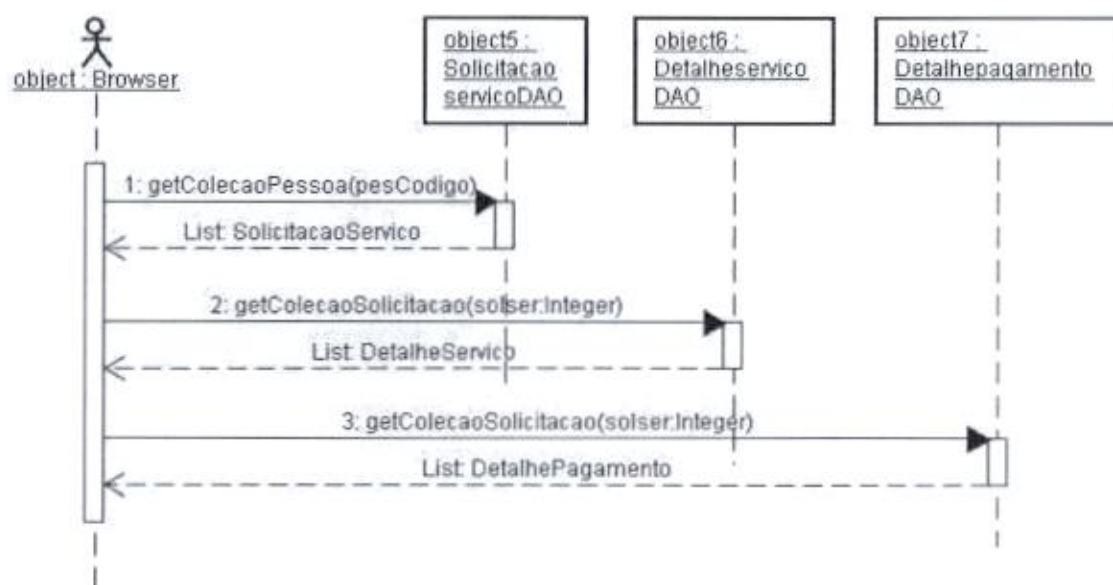 object : Browser
object5 :
Solicitacao
servicoDAO
object6 :
Detalheservico
DAO
object7 :
Detalhepagamento
DAO
1: getColecaoPessoa(pesCodigo)
List: SolicitacaoServico
2: getColecaoSolicitacao(solser:Integer)
List: DetalheServico
3: getColecaoSolicitacao(solser:Integer)
List: DetalhePagamento